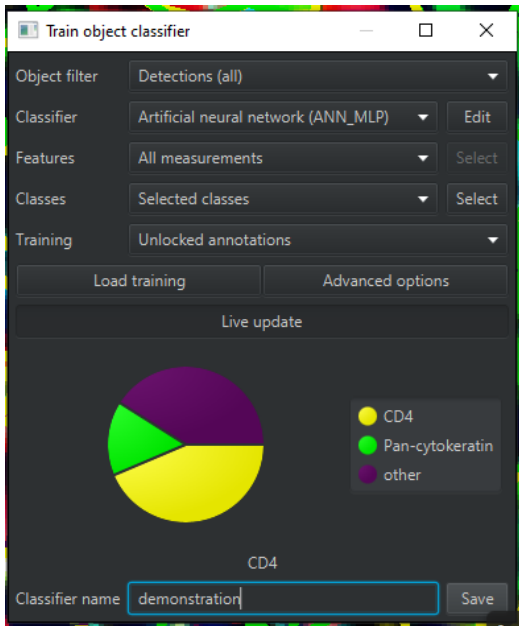 Train object classifier
Object filter Detections (all)
Classifier Artificial neural network (ANN_MLP) Edit
Features All measurements Select
Classes Selected classes Select
Training Unlocked annotations
Load training Advanced options
Live update
CD4
Pan-cytokeratin
other
CD4
Classifier name demonstration Save